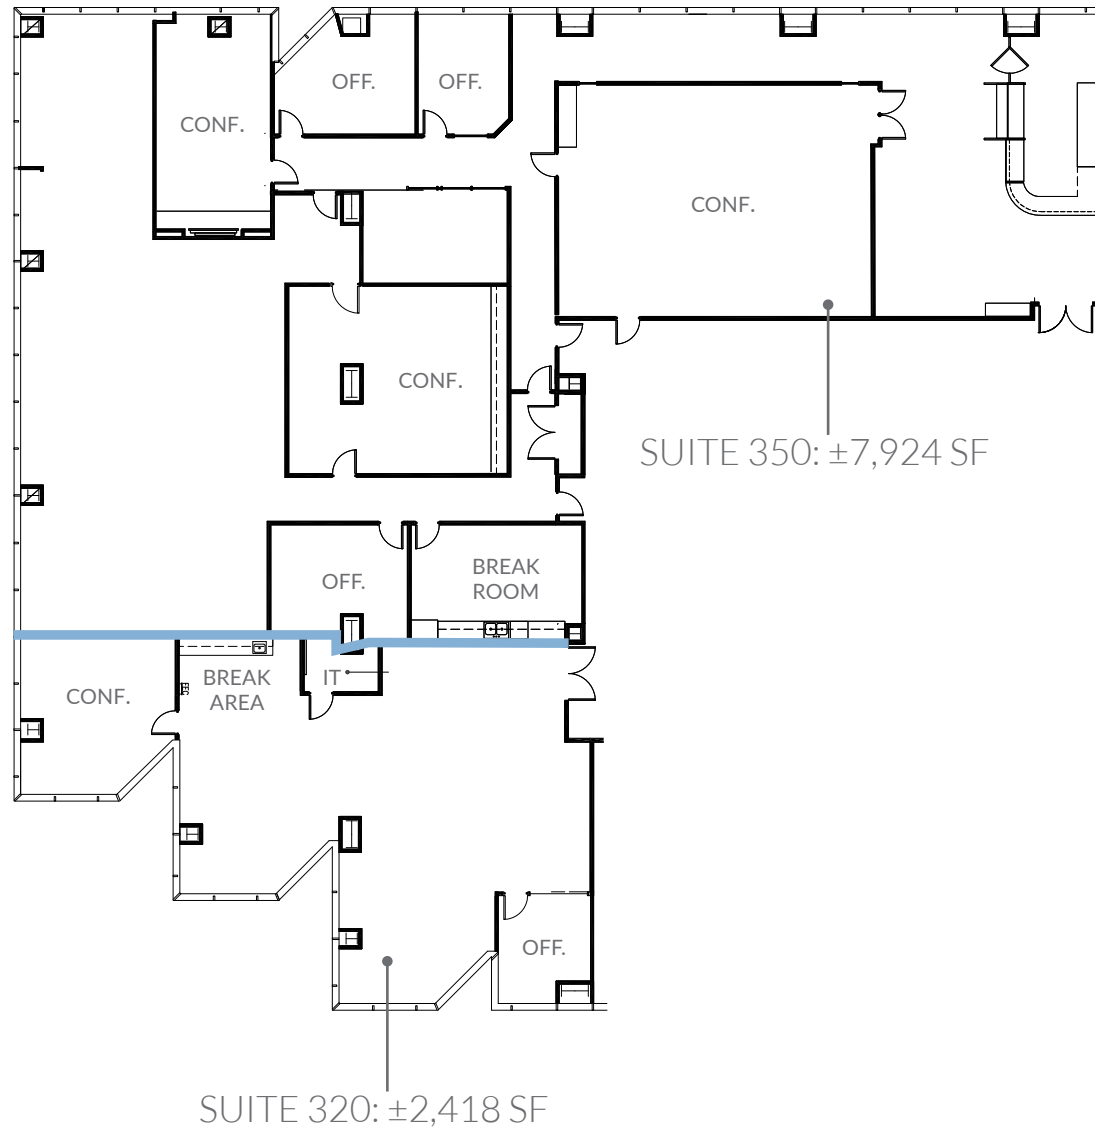 OFF.
OFF.
CONF.
CONF.
CONF.
SUITE 350: ±7,924 SF
BREAK
ROOM
OFF.
IT
BREAK
AREA
CONF.
OFF.
SUITE 320: ±2,418 SF